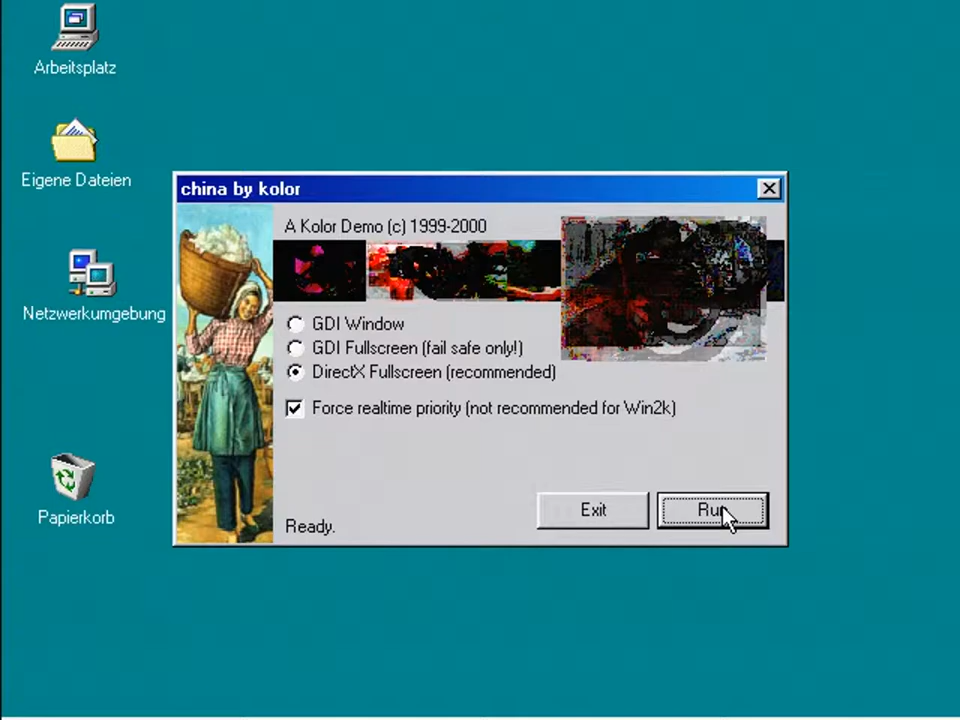 Arbeitsplatz
Eigene Dateien
Netzwerkumgebung
Papierkorb
china by kolor
A Kolor Demo (c) 1999-2000
GDI Window
GDI Fullscreen (fail safe only!)
DirectX Fullscreen (recommended)
Force realtime priority (not recommended for Win2k)
Exit
Run
Ready.